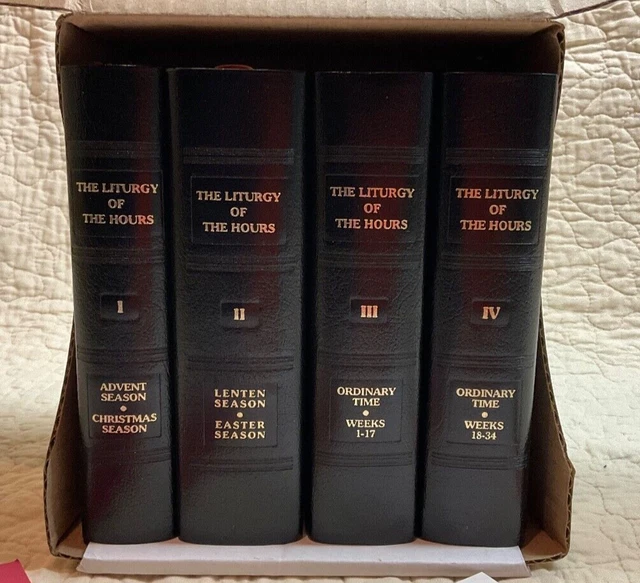 THE LITURGY
OF
THE HOURS
I
ADVENT
SEASON
•
CHRISTMAS
SEASON
THE LITURGY
OF
THE HOURS
II
LENTEN
SEASON
•
EASTER
SEASON
THE LITURGY
OF
THE HOURS
III
ORDINARY
TIME
•
WEEKS
1-17
THE LITURGY
OF
THE HOURS
IV
ORDINARY
TIME
•
WEEKS
18-34